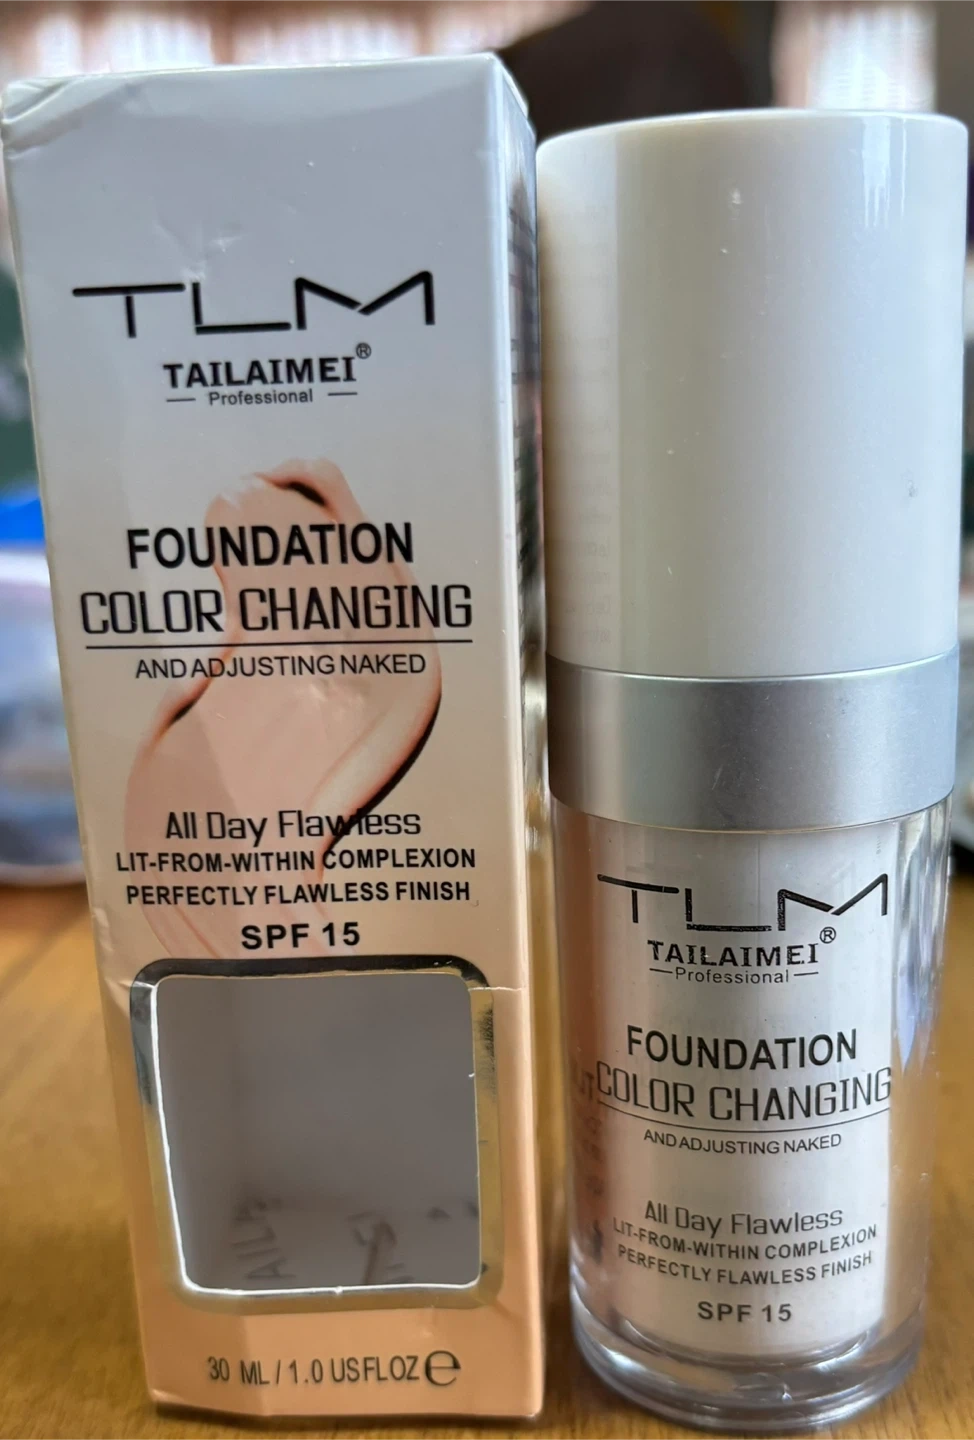 TLM
TAILAIMEI®
Professional
FOUNDATION
COLOR CHANGING
AND ADJUSTING NAKED
All Day Flawless
LIT-FROM-WITHIN COMPLEXION
PERFECTLY FLAWLESS FINISH
SPF 15
30 ML / 1.0 US FL OZ ℮
TLM
TAILAIMEI®
Professional
FOUNDATION
COLOR CHANGING
AND ADJUSTING NAKED
All Day Flawless
LIT-FROM-WITHIN COMPLEXION
PERFECTLY FLAWLESS FINISH
SPF 15